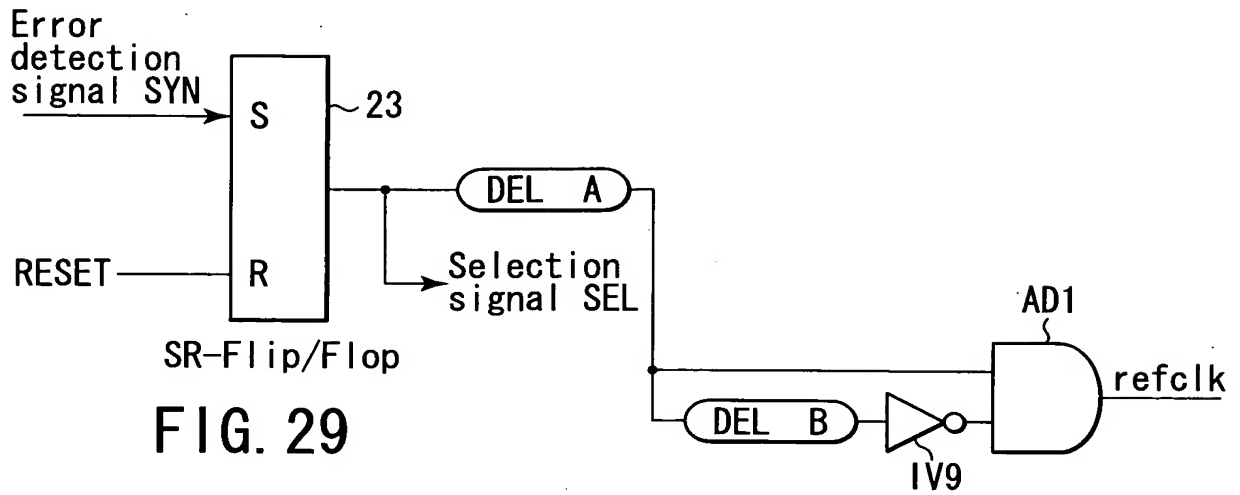 Error
detection
signal SYN
S
23
DEL A
RESET
R
Selection
signal SEL
SR-Flip/Flop
AD1
refclk
DEL B
IV9
FIG. 29